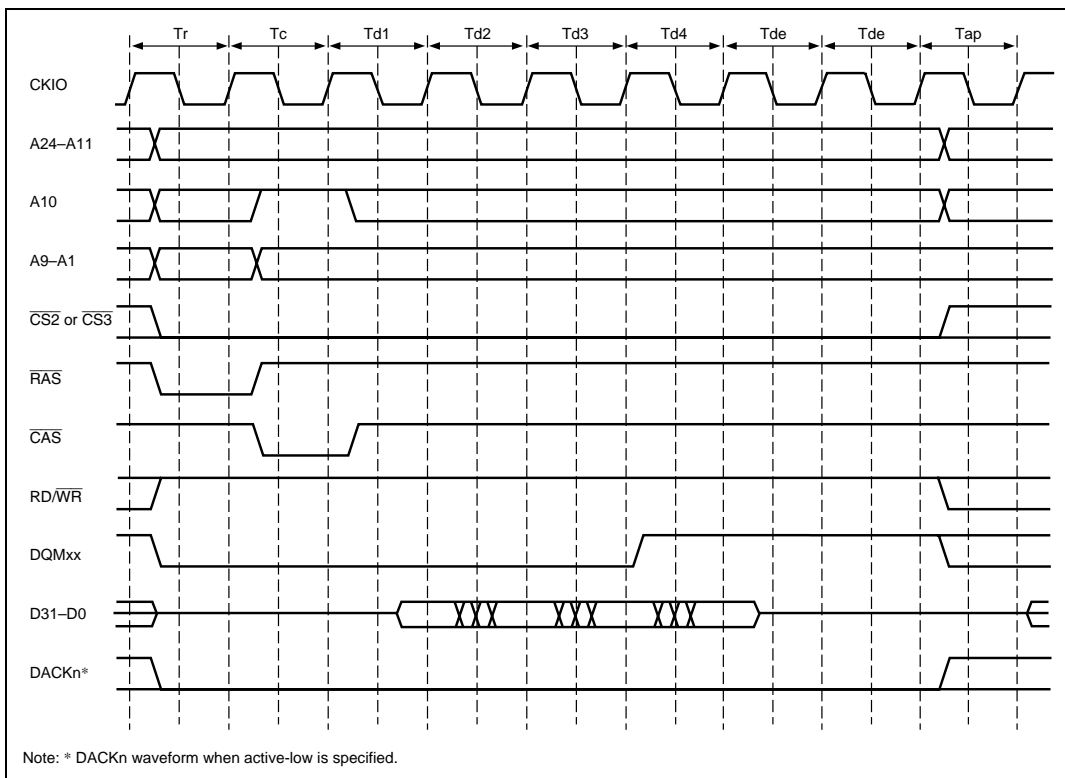 Tr Tc Td1 Td2 Td3 Td4 Tde Tde Tap
CKIO
A24–A11
A10
A9–A1
CS2 or CS3
RAS
CAS
RD/WR
DQMxx
D31–D0
DACKn*
Note: * DACKn waveform when active-low is specified.